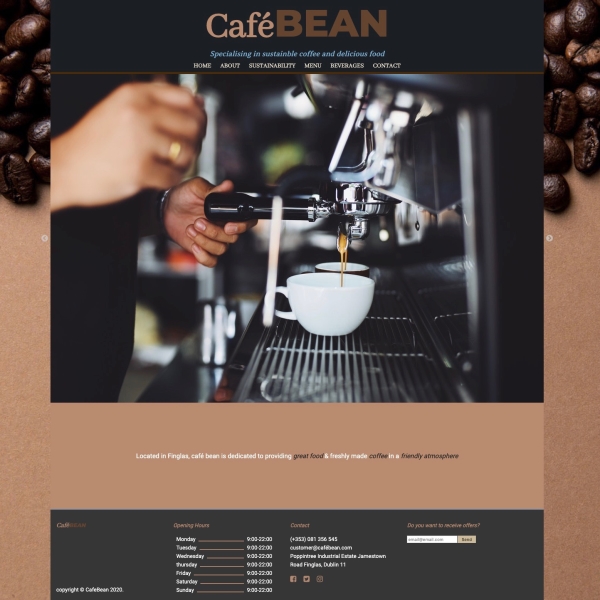 CaféBEAN
Specialising in sustainble coffee and delicious food
HOME ABOUT SUSTAINABILITY MENU BEVERAGES CONTACT
Located in Finglas, café bean is dedicated to providing great food & freshly made coffee in a friendly atmosphere
CaféBEAN
Opening Hours
Monday 9:00-22:00
Tuesday 9:00-22:00
Wednesday 9:00-22:00
thursday 9:00-22:00
Friday 9:00-22:00
Saturday 9:00-22:00
Sunday 9:00-22:00
Contact
(+353) 081 356 545
customer@cafébean.com
Poppintree Industrial Estate Jamestown
Road Finglas, Dublin 11
Do you want to receive offers?
email@email.com Send
copyright © CafeBean 2020.